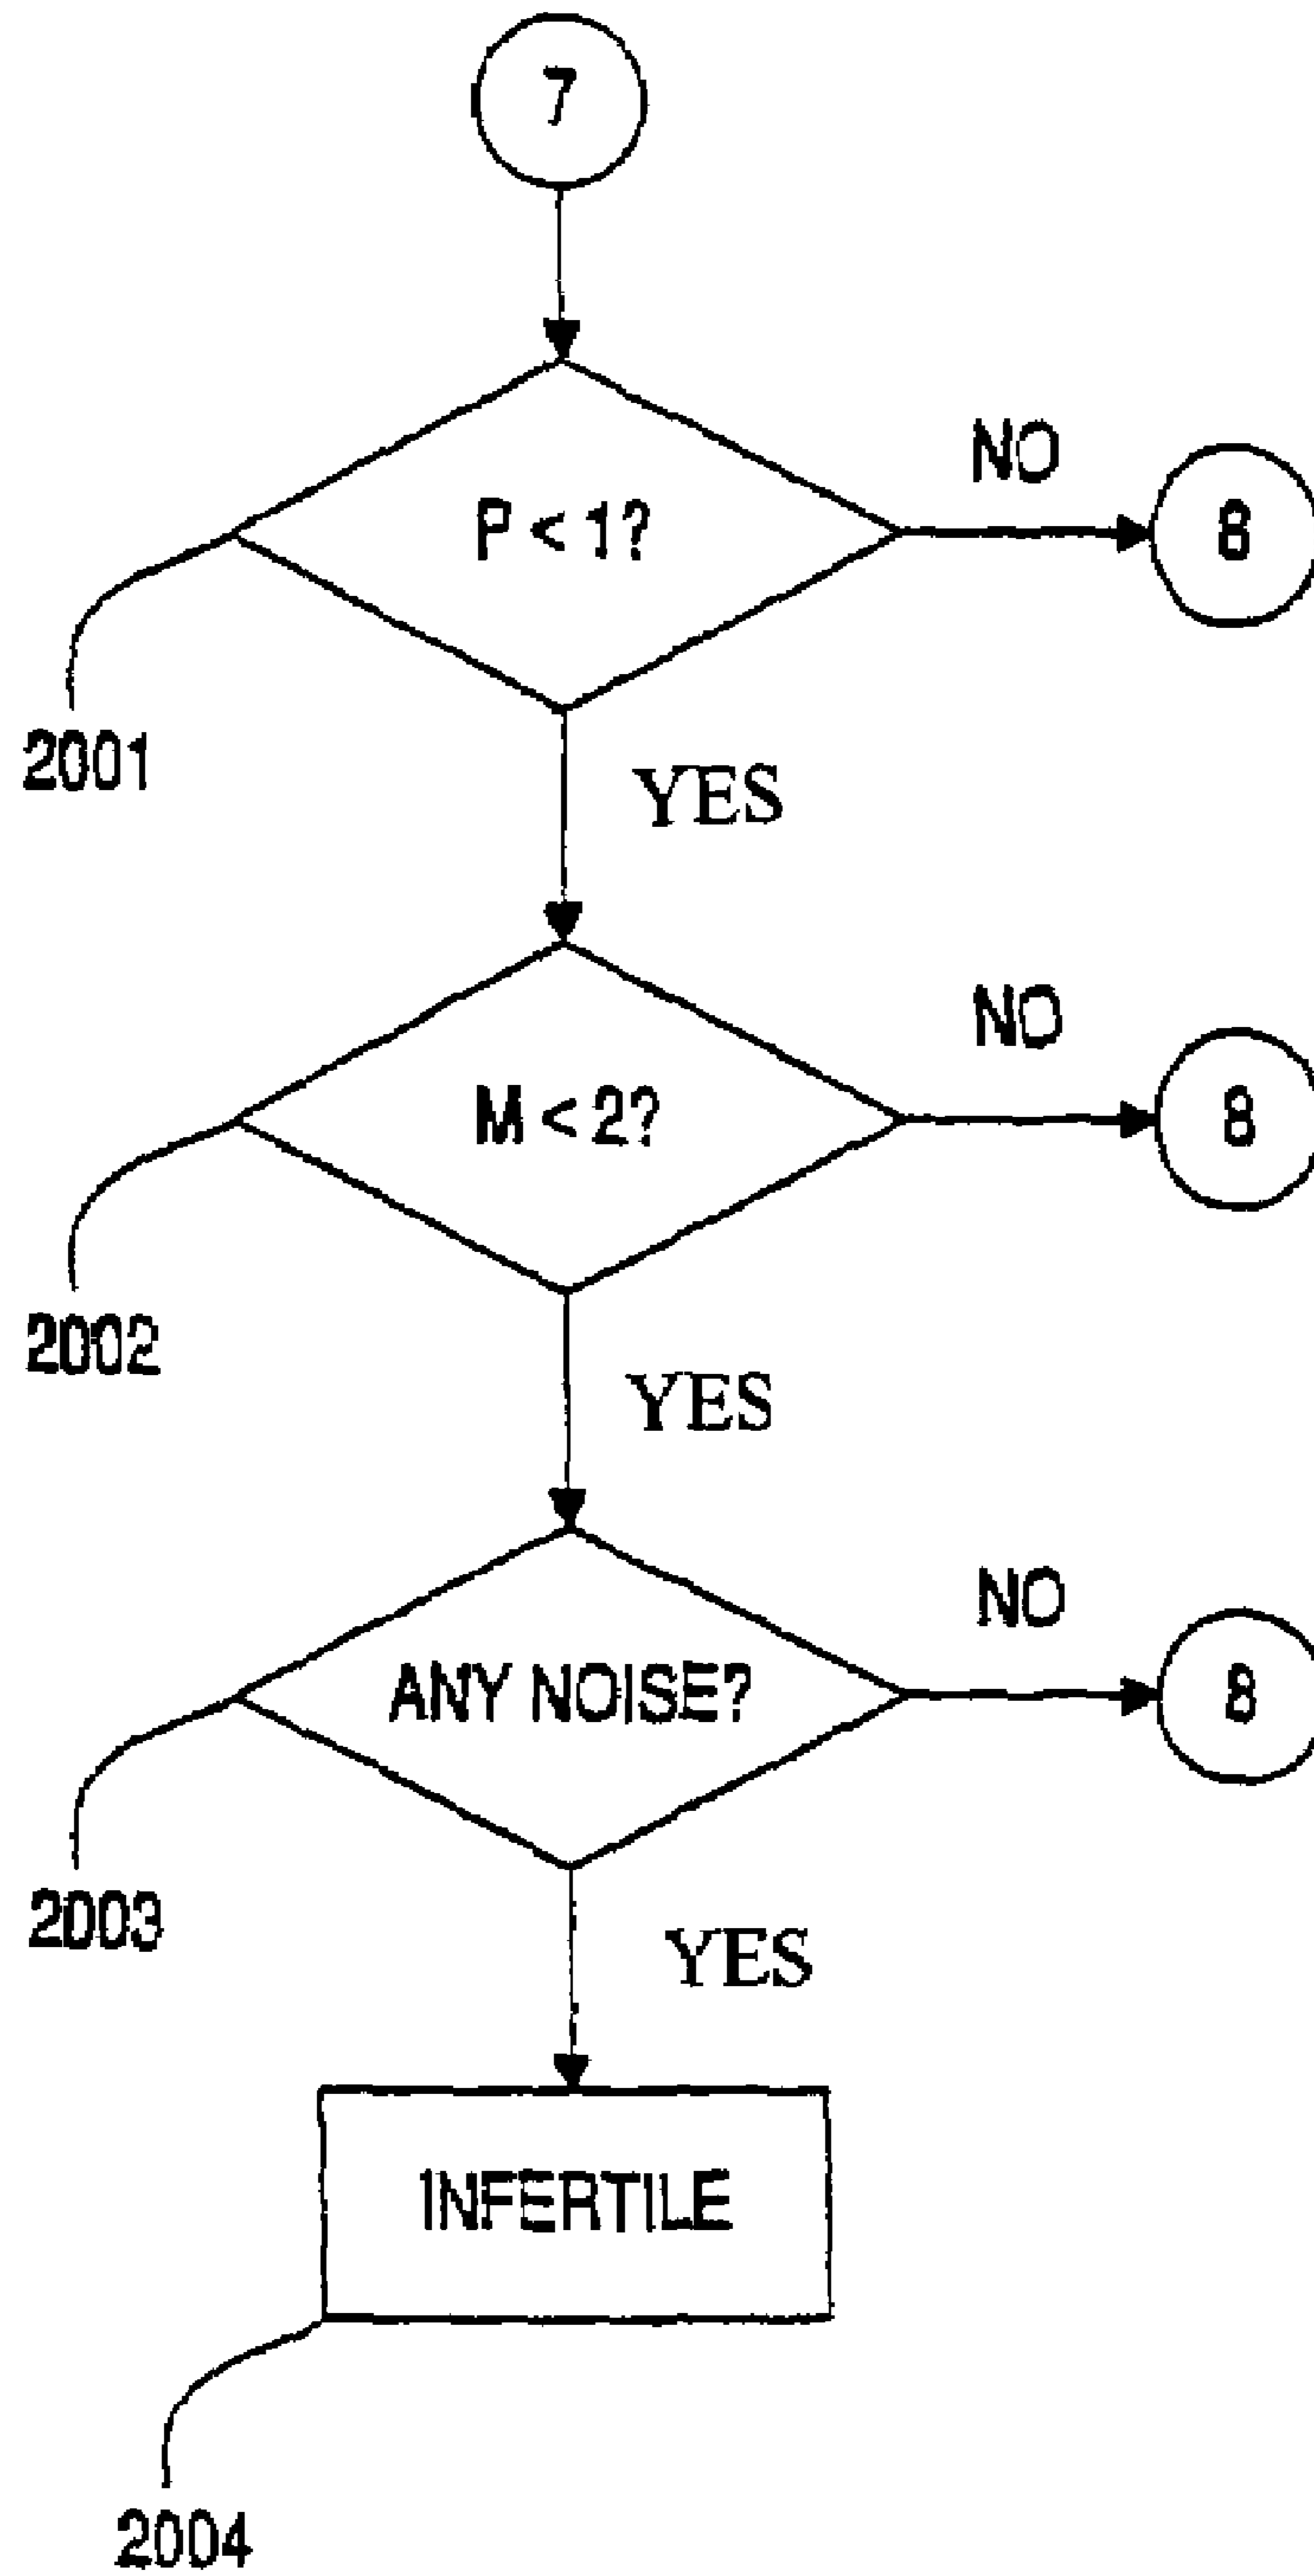 7
NO
P < 1?
8
2001
YES
NO
M < 2?
8
2002
YES
NO
ANY NOISE?
8
2003
YES
INFERTILE
2004